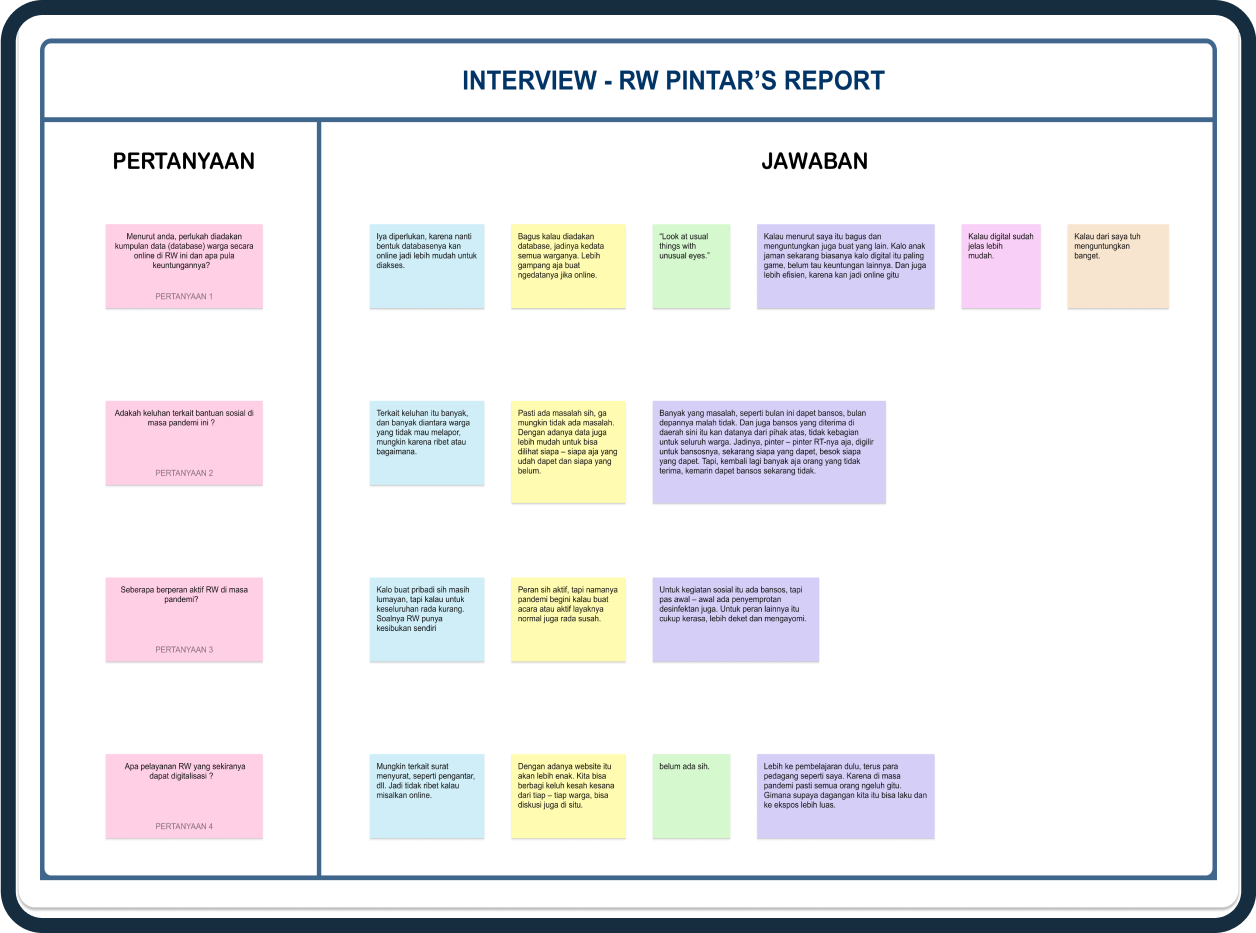 INTERVIEW - RW PINTAR’S REPORT
PERTANYAAN
JAWABAN
Menurut anda, perlukah diadakan
kumpulan data (database) warga secara
online di RW ini dan apa pula
keuntungannya?
PERTANYAAN 1
Iya diperlukan, karena nanti
bentuk databasenya kan
online jadi lebih mudah untuk
diakses.
Bagus kalau diadakan
database, jadinya kedata
semua warganya. Lebih
gampang aja buat
ngedatanya jika online.
“Look at usual
things with
unusual eyes.”
Kalau menurut saya itu bagus dan
menguntungkan juga buat yang lain. Kalo anak
jaman sekarang biasanya kalo digital itu paling
game, belum tau keuntungan lainnya. Dan juga
lebih efisien, karena kan jadi online gitu
Kalau digital sudah
jelas lebih
mudah.
Kalau dari saya tuh
menguntungkan
banget.
Adakah keluhan terkait bantuan sosial di
masa pandemi ini ?
PERTANYAAN 2
Terkait keluhan itu banyak,
dan banyak diantara warga
yang tidak mau melapor,
mungkin karena ribet atau
bagaimana.
Pasti ada masalah sih, ga
mungkin tidak ada masalah.
Dengan adanya data juga
lebih mudah untuk bisa
dilihat siapa – siapa aja yang
udah dapet dan siapa yang
belum.
Banyak yang masalah, seperti bulan ini dapet bansos, bulan
depannya malah tidak. Dan juga bansos yang diterima di
daerah sini itu kan datanya dari pihak atas, tidak kebagian
untuk seluruh warga. Jadinya, pinter – pinter RT-nya aja, digilir
untuk bansosnya, sekarang siapa yang dapet, besok siapa
yang dapet. Tapi, kembali lagi banyak aja orang yang tidak
terima, kemarin dapet bansos sekarang tidak.
Seberapa berperan aktif RW di masa
pandemi?
PERTANYAAN 3
Kalo buat pribadi sih masih
lumayan, tapi kalau untuk
keseluruhan rada kurang.
Soalnya RW punya
kesibukan sendiri
Peran sih aktif, tapi namanya
pandemi begini kalau buat
acara atau aktif layaknya
normal juga rada susah.
Untuk kegiatan sosial itu ada bansos, tapi
pas awal – awal ada penyemprotan
desinfektan juga. Untuk peran lainnya itu
cukup kerasa, lebih deket dan mengayomi.
Apa pelayanan RW yang sekiranya
dapat digitalisasi ?
PERTANYAAN 4
Mungkin terkait surat
menyurat, seperti pengantar,
dll. Jadi tidak ribet kalau
misalkan online.
Dengan adanya website itu
akan lebih enak. Kita bisa
berbagi keluh kesah kesana
dari tiap – tiap warga, bisa
diskusi juga di situ.
belum ada sih.
Lebih ke pembelajaran dulu, terus para
pedagang seperti saya. Karena di masa
pandemi pasti semua orang ngeluh gitu.
Gimana supaya dagangan kita itu bisa laku dan
ke ekspos lebih luas.